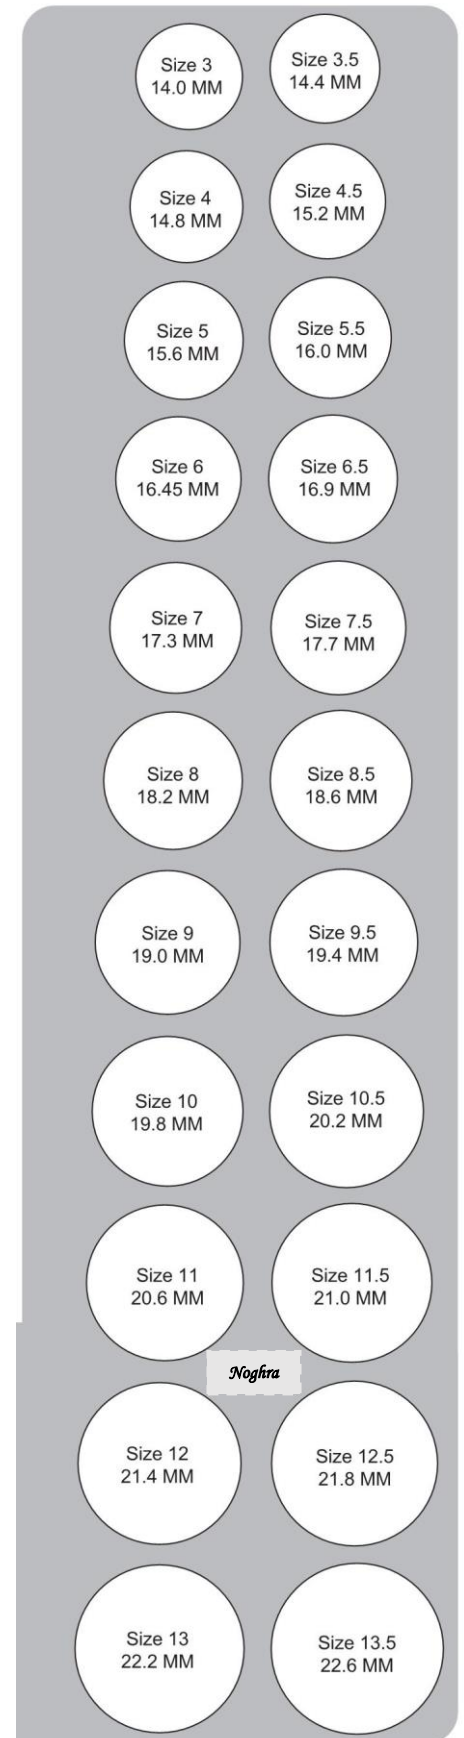 Size 3
14.0 MM
Size 3.5
14.4 MM
Size 4
14.8 MM
Size 4.5
15.2 MM
Size 5
15.6 MM
Size 5.5
16.0 MM
Size 6
16.45 MM
Size 6.5
16.9 MM
Size 7
17.3 MM
Size 7.5
17.7 MM
Size 8
18.2 MM
Size 8.5
18.6 MM
Size 9
19.0 MM
Size 9.5
19.4 MM
Size 10
19.8 MM
Size 10.5
20.2 MM
Size 11
20.6 MM
Size 11.5
21.0 MM
Noghra
Size 12
21.4 MM
Size 12.5
21.8 MM
Size 13
22.2 MM
Size 13.5
22.6 MM